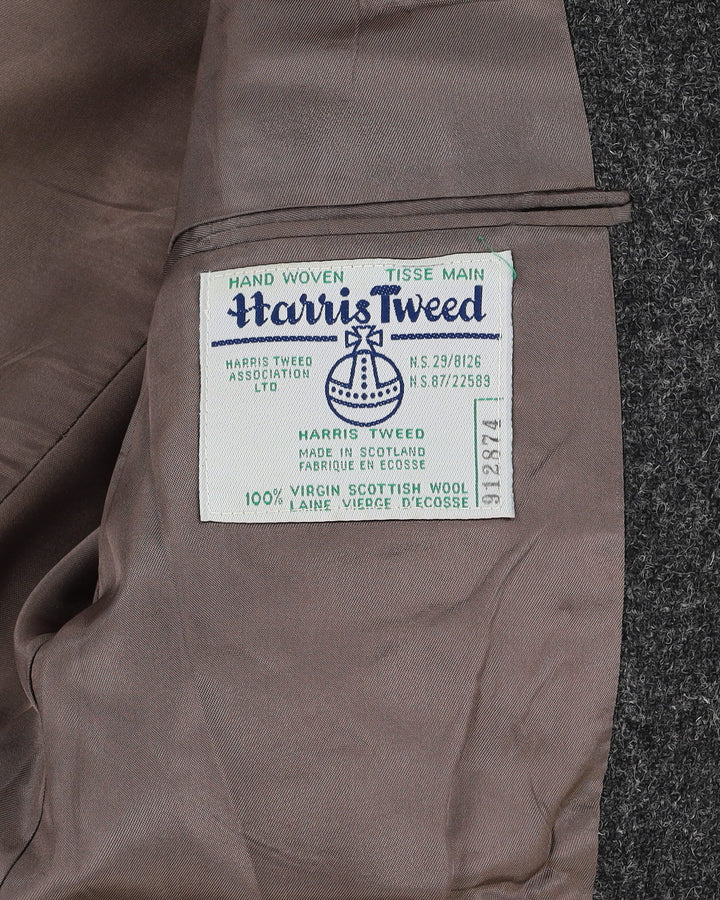 HAND WOVEN TISSE MAIN
Harris Tweed
HARRIS TWEED
ASSOCIATION
LTD
N.S. 29/8126
N.S. 87/22589
HARRIS TWEED
MADE IN SCOTLAND
FABRIQUE EN ECOSSE
100% VIRGIN SCOTTISH WOOL
LAINE VIERGE D'ECOSSE
912874